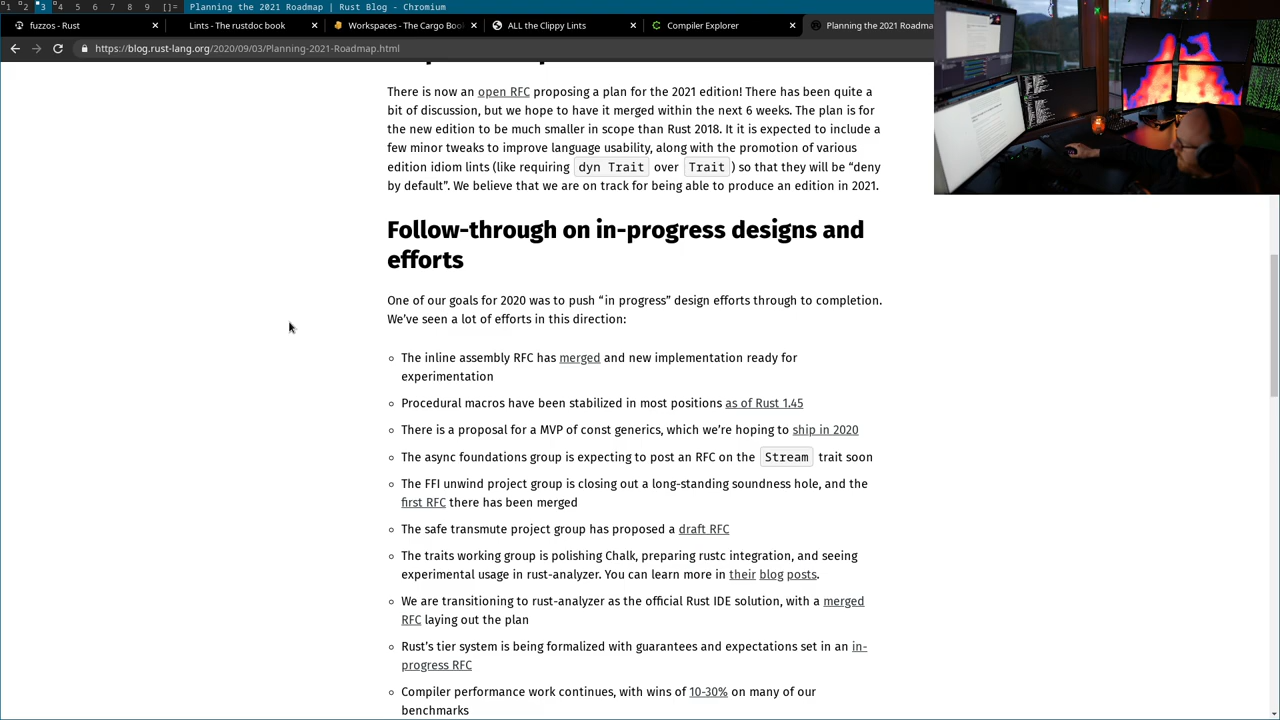 1 2 3 4 5 6 7 8 9 []= Planning the 2021 Roadmap | Rust Blog - Chromium
fuzzos - Rust Lints - The rustdoc book Workspaces - The Cargo Boo ALL the Clippy Lints Compiler Explorer Planning the 2021 Roadma
https://blog.rust-lang.org/2020/09/03/Planning-2021-Roadmap.html
There is now an open RFC proposing a plan for the 2021 edition! There has been quite a
bit of discussion, but we hope to have it merged within the next 6 weeks. The plan is for
the new edition to be much smaller in scope than Rust 2018. It it is expected to include a
few minor tweaks to improve language usability, along with the promotion of various
edition idiom lints (like requiring dyn Trait over Trait ) so that they will be “deny
by default”. We believe that we are on track for being able to produce an edition in 2021.
Follow-through on in-progress designs and
efforts
One of our goals for 2020 was to push “in progress” design efforts through to completion.
We’ve seen a lot of efforts in this direction:
The inline assembly RFC has merged and new implementation ready for
experimentation
Procedural macros have been stabilized in most positions as of Rust 1.45
There is a proposal for a MVP of const generics, which we’re hoping to ship in 2020
The async foundations group is expecting to post an RFC on the Stream trait soon
The FFI unwind project group is closing out a long-standing soundness hole, and the
first RFC there has been merged
The safe transmute project group has proposed a draft RFC
The traits working group is polishing Chalk, preparing rustc integration, and seeing
experimental usage in rust-analyzer. You can learn more in their blog posts.
We are transitioning to rust-analyzer as the official Rust IDE solution, with a merged
RFC laying out the plan
Rust’s tier system is being formalized with guarantees and expectations set in an in-
progress RFC
Compiler performance work continues, with wins of 10-30% on many of our
benchmarks